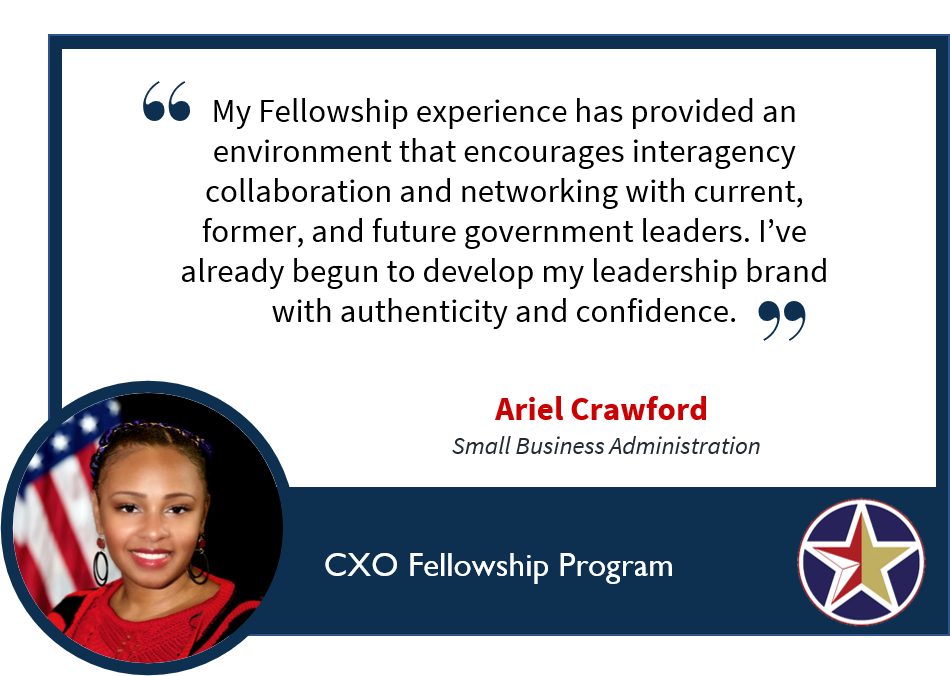 “ My Fellowship experience has provided an
environment that encourages interagency
collaboration and networking with current,
former, and future government leaders. I’ve
already begun to develop my leadership brand
with authenticity and confidence. ”
Ariel Crawford
Small Business Administration
CXO Fellowship Program